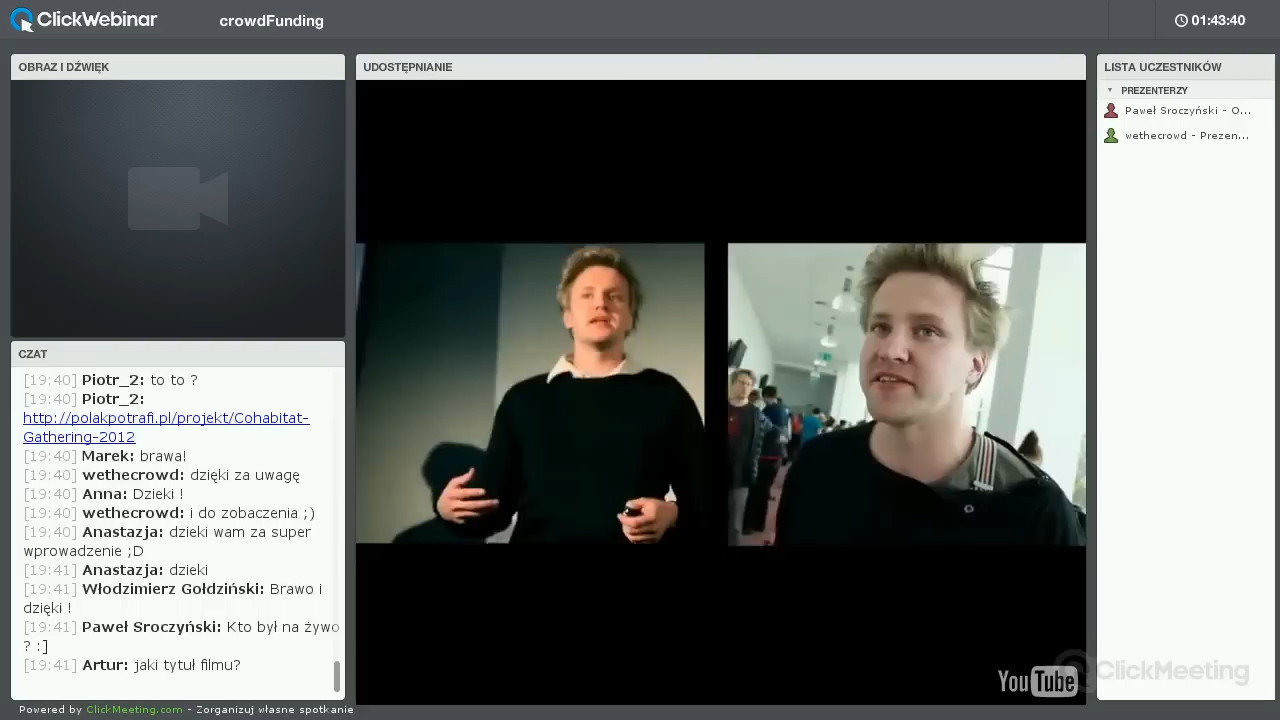 ClickWebinar
crowdFunding
01:43:40
OBRAZ I DŹWIĘK
UDOSTĘPNIANIE
LISTA UCZESTNIKÓW
PREZENTERZY
Paweł Sroczyński - O...
wethecrowd - Prezen...
CZAT
[19:40] Piotr_2: to to ?
[19:40] Piotr_2:
http://polakpotrafi.pl/projekt/Cohabitat-
Gathering-2012
[19:40] Marek: brawa!
[19:40] wethecrowd: dzięki za uwagę
[19:40] Anna: Dzieki !
[19:40] wethecrowd: i do zobaczenia ;)
[19:40] Anastazja: dzieki wam za super
wprowadzenie ;D
[19:41] Anastazja: dzieki
[19:41] Włodzimierz Gołdziński: Brawo i
dzięki !
[19:41] Paweł Sroczyński: Kto był na żywo
? :]
[19:41] Artur: jaki tytuł filmu?
YouTube
ClickMeeting
Powered by ClickMeeting.com - Zorganizuj własne spotkanie